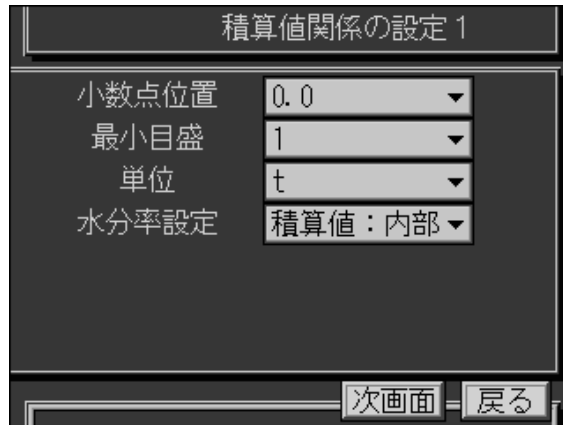 積算値関係の設定1
小数点位置 0.0
最小目盛 1
単位 t
水分率設定 積算値：内部
次画面 戻る